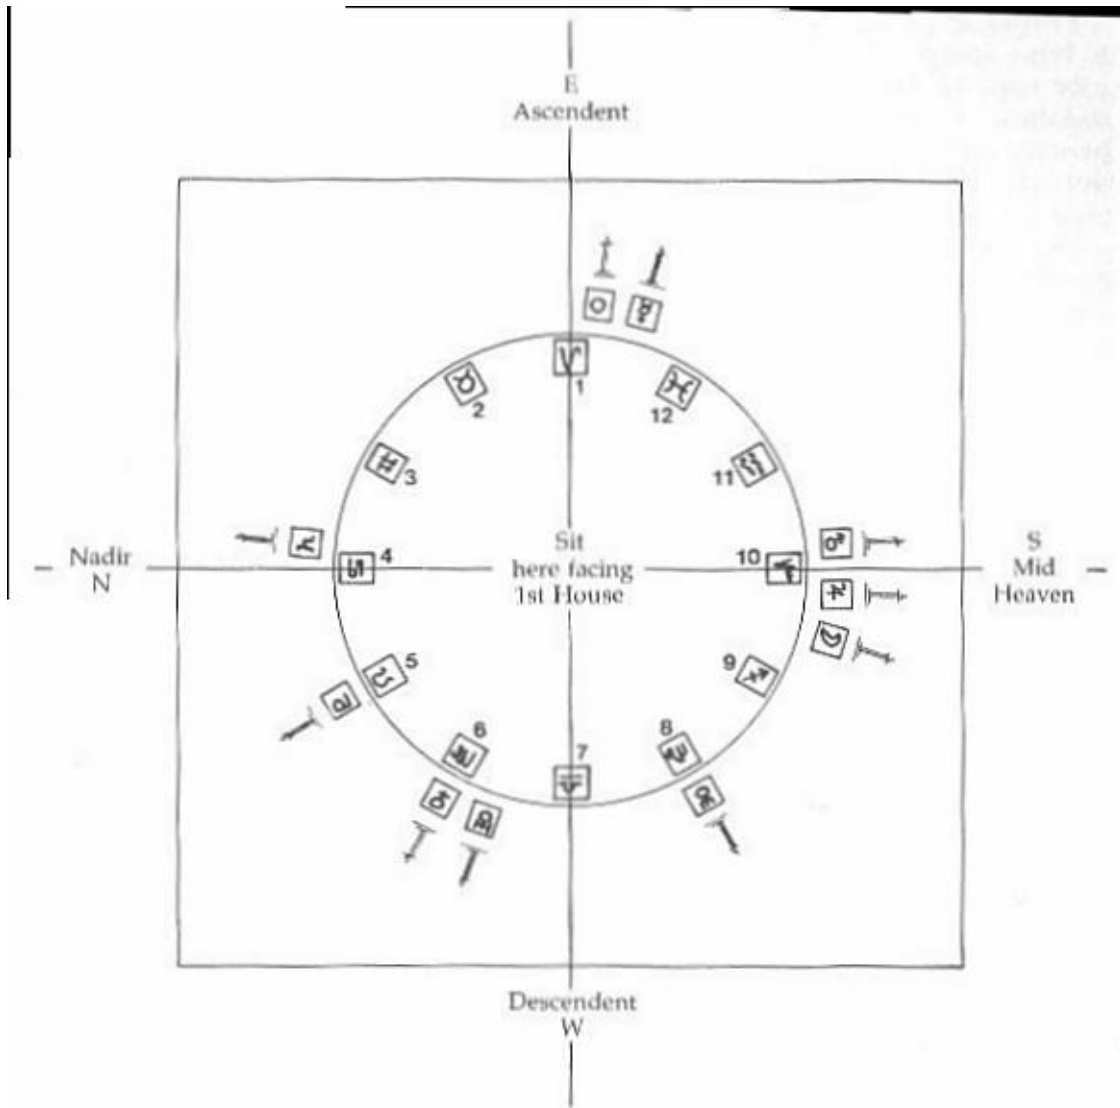 E
Ascendent
1
2
12
3
11
Nadir
N
4
Sit
here facing
1st House
10
S
Mid
Heaven
5
9
6
8
7
Descendent
W